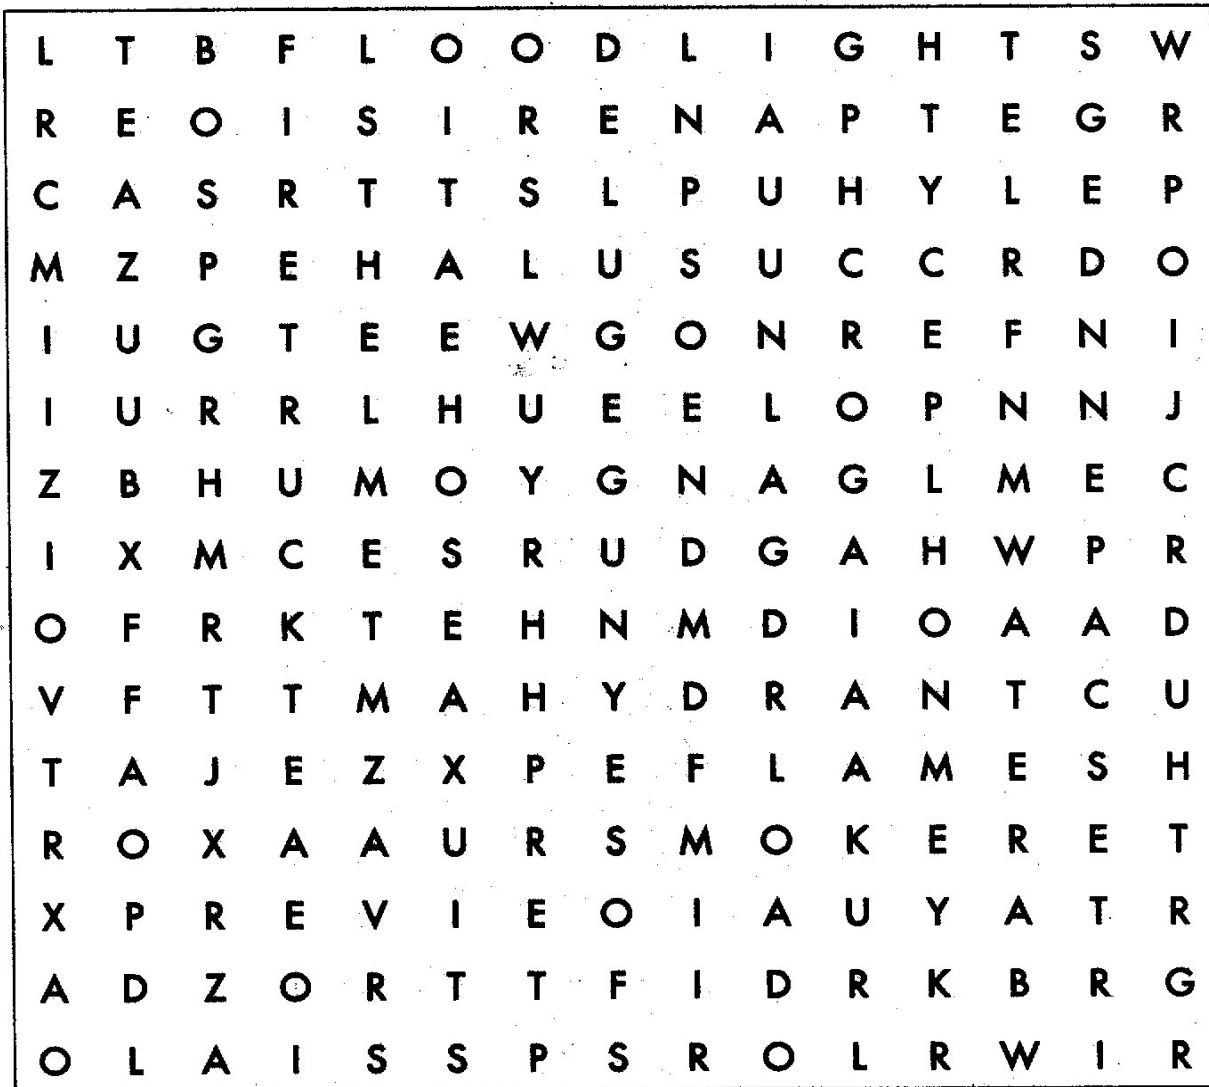 L T B F L O O D L I G H T S W
R E O I S I R E N A P T E G R
C A S R T T S L P U H Y L E P
M Z P E H A L U S U C C R D O
I U G T E E W G O N R E F N I
I U R R L H U E E L O P N N J
Z B H U M O Y G N A G L M E C
I X M C E S R U D G A H W P R
O F R K T E H N M D I O A A D
V F T T M A H Y D R A N T C U
T A J E Z X P E F L A M E S H
R O X A A U R S M O K E R E T
X P R E V I E O I A U Y A T R
A D Z O R T T F I D R K B R G
O L A I S S P S R O L R W I R